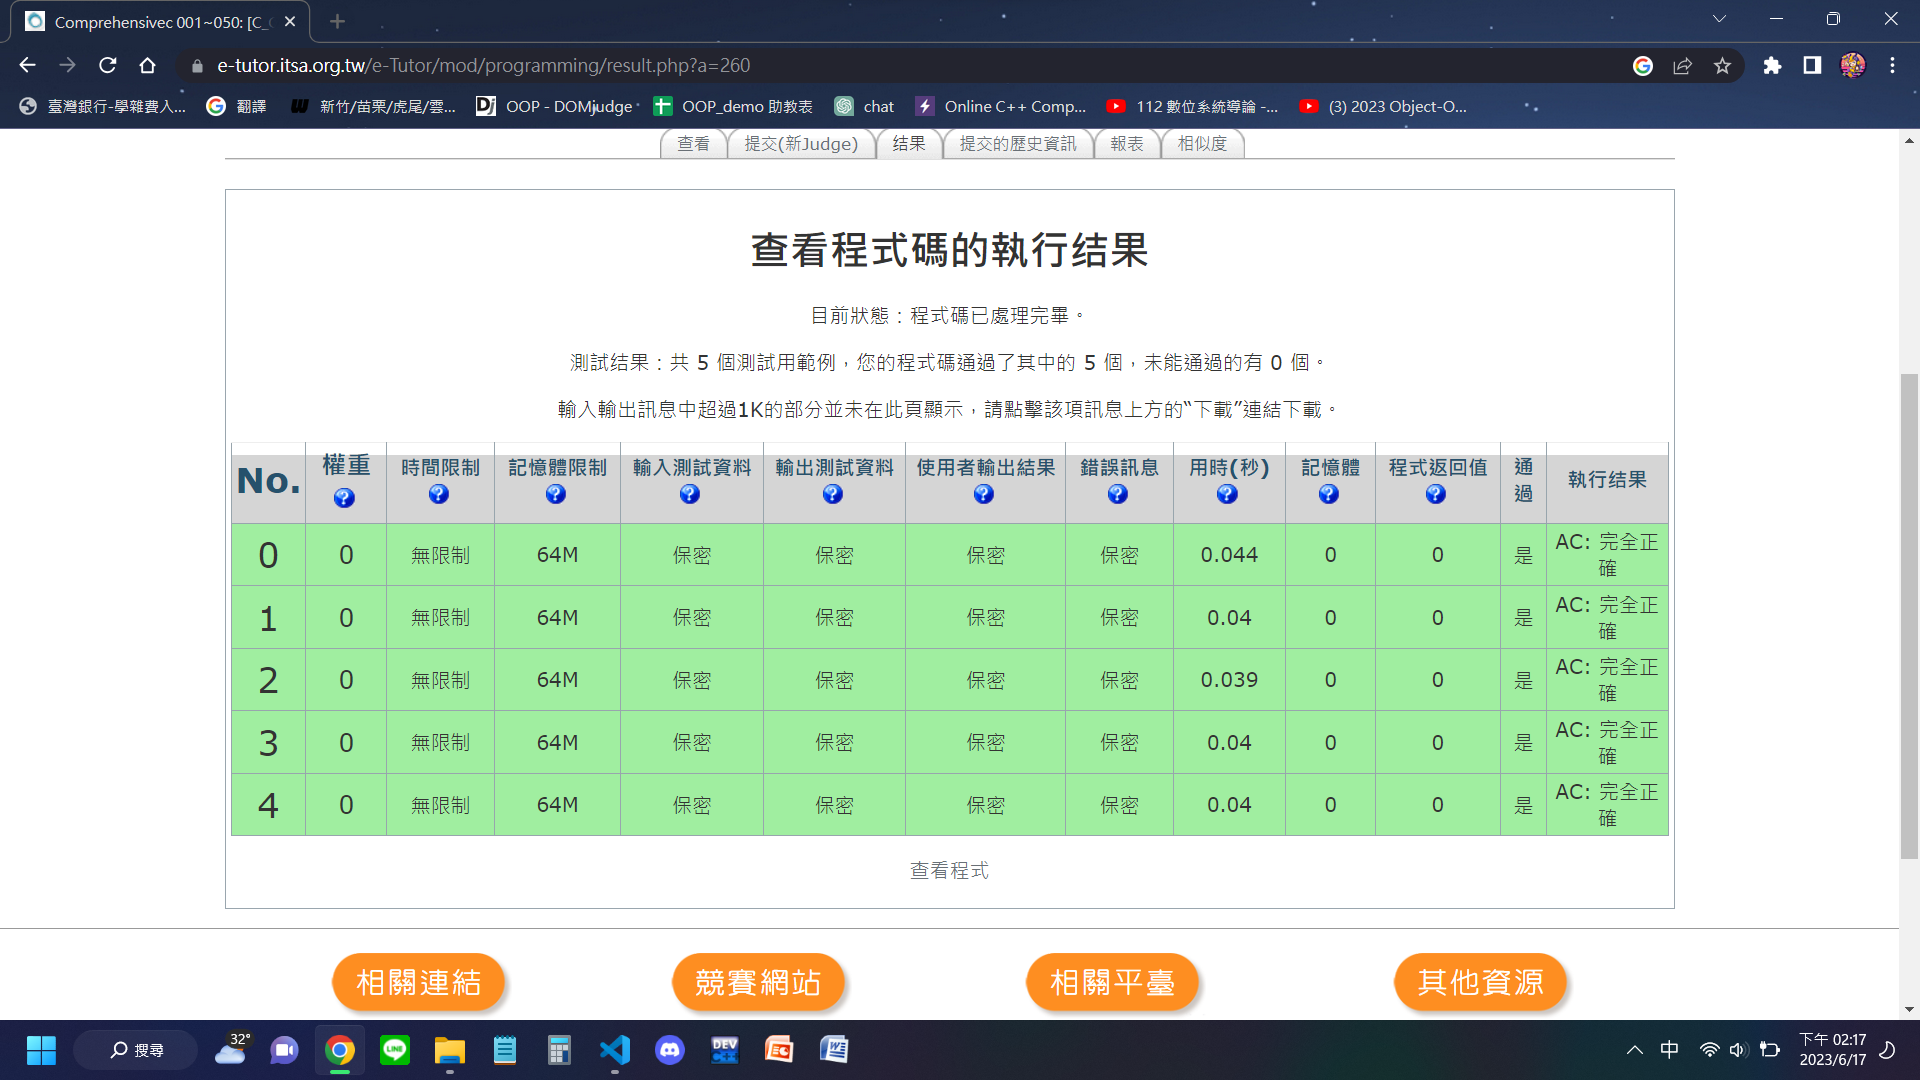 Comprehensivec 001~050: [C_
e-tutor.itsa.org.tw/e-Tutor/mod/programming/result.php?a=260
臺灣銀行-學雜費入... 翻譯 新竹/苗栗/虎尾/雲... OOP - DOMjudge OOP_demo 助教表 chat Online C++ Comp... 112 數位系統導論 -... (3) 2023 Object-O...
查看 提交(新Judge) 结果 提交的歷史資訊 報表 相似度
查看程式碼的執行结果
目前狀態：程式碼已處理完畢。
測試结果：共 5 個測試用範例，您的程式碼通過了其中的 5 個，未能通過的有 0 個。
輸入輸出訊息中超過1K的部分並未在此頁顯示，請點擊該項訊息上方的“下載”連結下載。
No. 權重 時間限制 記憶體限制 輸入測試資料 輸出測試資料 使用者輸出結果 錯誤訊息 用時(秒) 記憶體 程式返回值 通過 執行结果
0 0 無限制 64M 保密 保密 保密 保密 0.044 0 0 是 AC: 完全正確
1 0 無限制 64M 保密 保密 保密 保密 0.04 0 0 是 AC: 完全正確
2 0 無限制 64M 保密 保密 保密 保密 0.039 0 0 是 AC: 完全正確
3 0 無限制 64M 保密 保密 保密 保密 0.04 0 0 是 AC: 完全正確
4 0 無限制 64M 保密 保密 保密 保密 0.04 0 0 是 AC: 完全正確
查看程式
相關連結 競賽網站 相關平臺 其他資源
搜尋 32° LINE DEV C++ 中 下午 02:17
2023/6/17